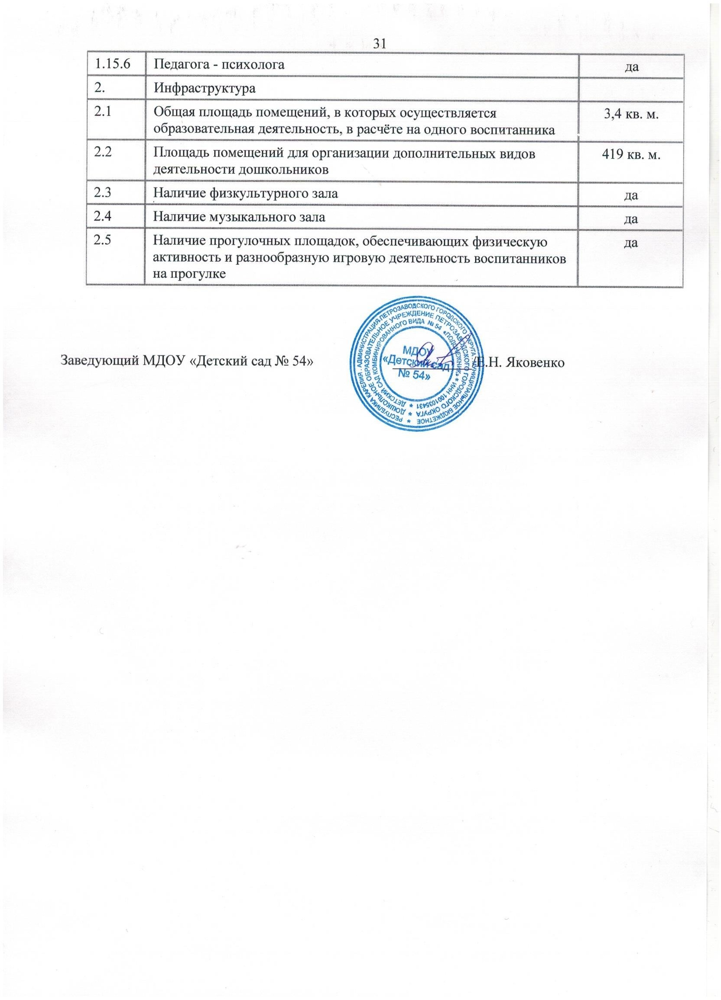 31
1.15.6 Педагога - психолога да
2. Инфраструктура
2.1 Общая площадь помещений, в которых осуществляется 3,4 кв. м.
образовательная деятельность, в расчёте на одного воспитанника
2.2 Площадь помещений для организации дополнительных видов 419 кв. м.
деятельности дошкольников
2.3 Наличие физкультурного зала да
2.4 Наличие музыкального зала да
2.5 Наличие прогулочных площадок, обеспечивающих физическую да
активность и разнообразную игровую деятельность воспитанников
на прогулке
Заведующий МДОУ «Детский сад № 54» /Е.Н. Яковенко
РЕСПУБЛИКА КАРЕЛИЯ . АДМИНИСТРАЦИЯ ПЕТРОЗАВОДСКОГО ГОРОДСКОГО ОКРУГА . МУНИЦИПАЛЬНОЕ БЮДЖЕТНОЕ *
ДОШКОЛЬНОЕ ОБРАЗОВАТЕЛЬНОЕ УЧРЕЖДЕНИЕ ПЕТРОЗАВОДСКОГО ГОРОДСКОГО ОКРУГА *
ДЕТСКИЙ САД КОМБИНИРОВАННОГО ВИДА № 54 «ПОДСНЕЖНИК» * ИНН 1001035431 *
МДОУ
«Детский сад
№ 54»